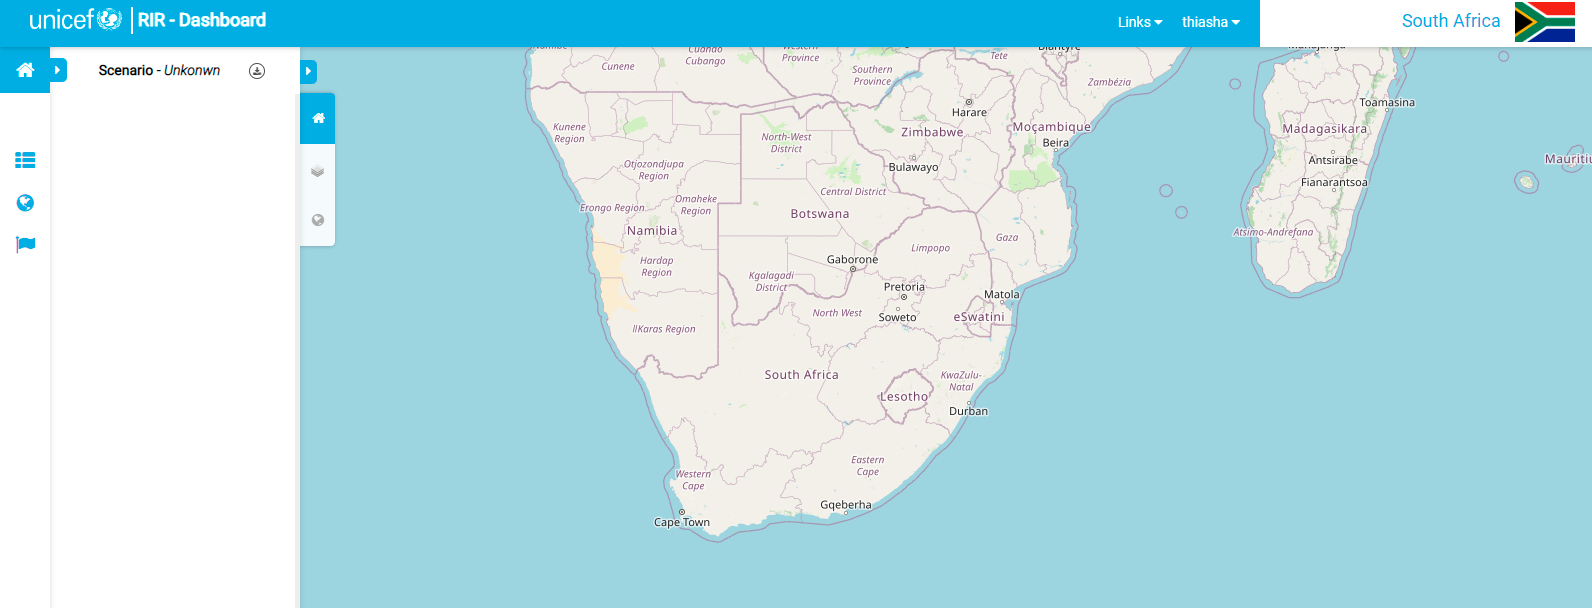 unicef RIR - Dashboard
Links
thiasha
South Africa
Scenario - Unkonwn
Cunene
Cuando
Cubango
Western
Province
Southern
Province
Blantyre
Tete
Zambézia
Harare
Zimbabwe
Moçambique
Beira
Bulawayo
Kunene
Region
North-West
District
Otjozondjupa
Region
Central District
Omaheke
Region
Erongo Region
Botswana
Namibia
Limpopo
Gaza
Hardap
Region
Gaborone
Kgalagadi
District
Pretoria
Matola
North West
Soweto
eSwatini
llKaras Region
South Africa
KwaZulu-
Natal
Lesotho
Durban
Eastern
Cape
Western
Cape
Gqeberha
Cape Town
Toamasina
Madagasikara
Antsirabe
Fianarantsoa
Atsimo-Andrefana